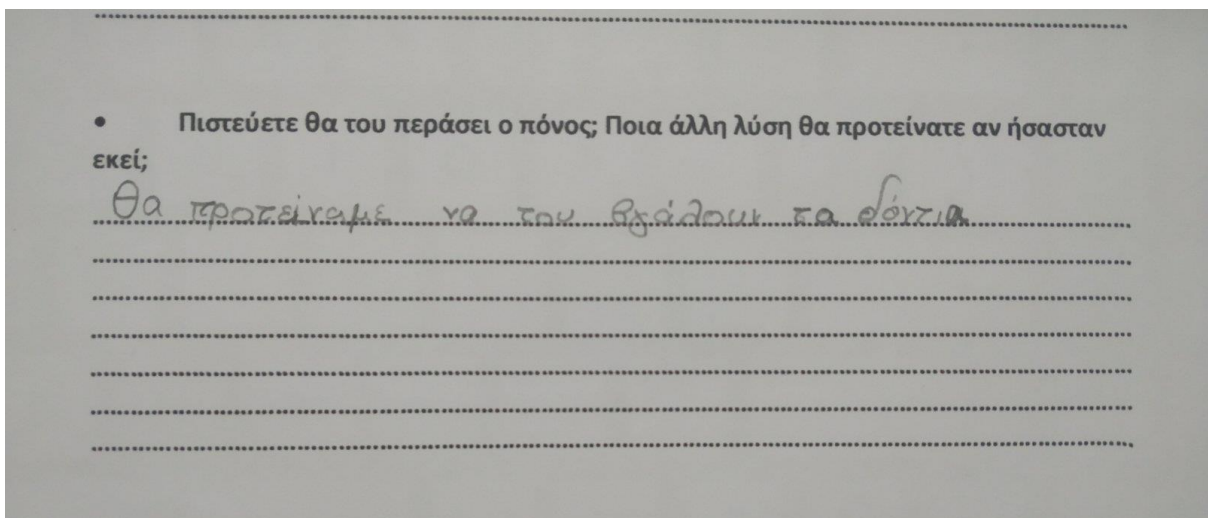 • Πιστεύετε θα του περάσει ο πόνος; Ποια άλλη λύση θα προτείνατε αν ήσασταν
εκεί;
Θα προτείναμε να του βγάλουν τα δόντια